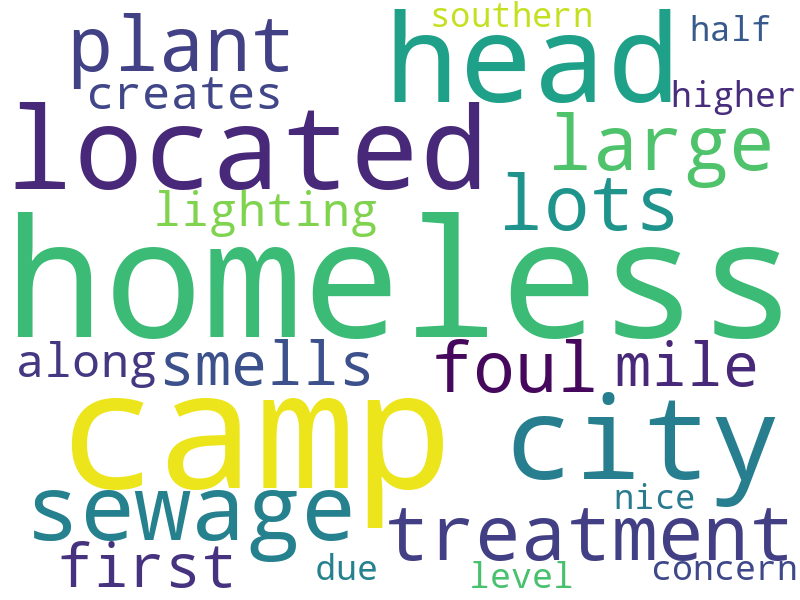 southern
plant head half
creates higher
located large
lighting lots
homeless
along smells foul mile
camp city
sewage nice
treatment
first due level concern